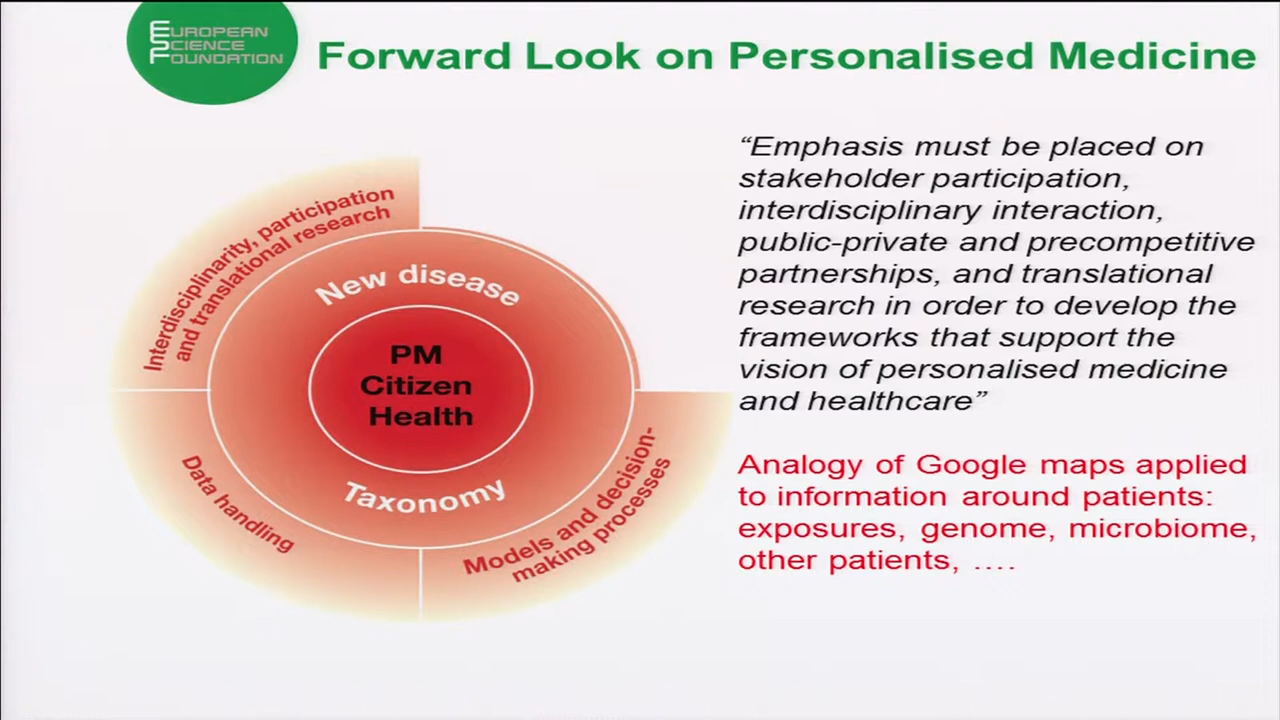 EUROPEAN
SCIENCE
FOUNDATION
Forward Look on Personalised Medicine
Interdisciplinarity, participation
and translational research
New disease
PM
Citizen
Health
Taxonomy
Data handling
Models and decision-
making processes
“Emphasis must be placed on
stakeholder participation,
interdisciplinary interaction,
public-private and precompetitive
partnerships, and translational
research in order to develop the
frameworks that support the
vision of personalised medicine
and healthcare”
Analogy of Google maps applied
to information around patients:
exposures, genome, microbiome,
other patients, ….